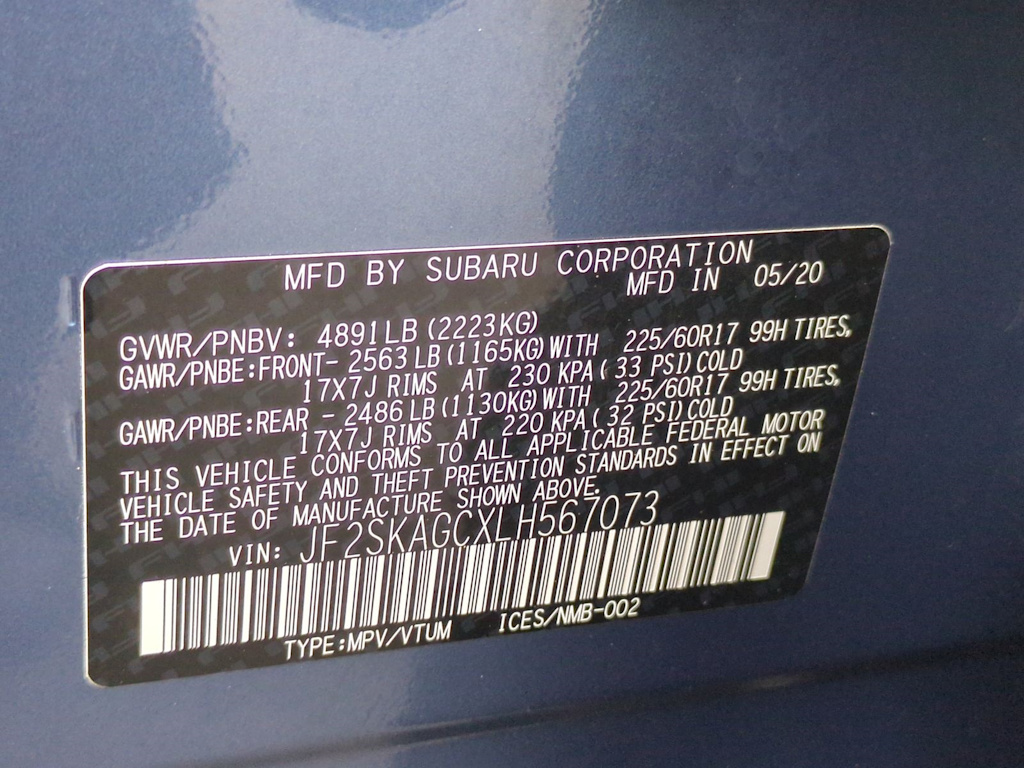 MFD BY SUBARU CORPORATION
MFD IN 05/20
GVWR/PNBV: 4891 LB (2223KG)
GAWR/PNBE:FRONT- 2563 LB (1165KG) WITH 225/60R17 99H TIRES,
17X7J RIMS AT 230 KPA ( 33 PSI) COLD
GAWR/PNBE:REAR - 2486 LB (1130KG) WITH 225/60R17 99H TIRES,
17X7J RIMS AT 220 KPA ( 32 PSI) COLD
THIS VEHICLE CONFORMS TO ALL APPLICABLE FEDERAL MOTOR
VEHICLE SAFETY AND THEFT PREVENTION STANDARDS IN EFFECT ON
THE DATE OF MANUFACTURE SHOWN ABOVE.
VIN: JF2SKAGCXLH567073
TYPE:MPV/VTUM ICES/NMB-002